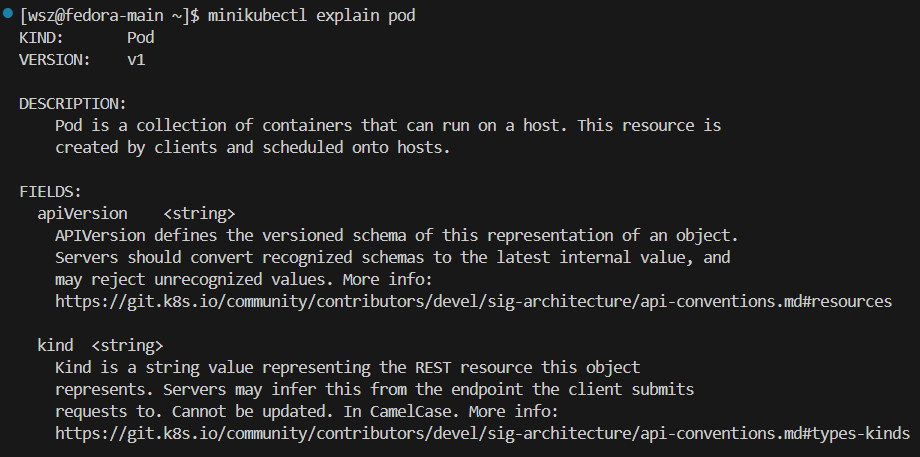 [wsz@fedora-main ~]$ minikubectl explain pod
KIND:       Pod
VERSION:    v1

DESCRIPTION:
    Pod is a collection of containers that can run on a host. This resource is
    created by clients and scheduled onto hosts.

FIELDS:
  apiVersion    <string>
    APIVersion defines the versioned schema of this representation of an object.
    Servers should convert recognized schemas to the latest internal value, and
    may reject unrecognized values. More info:
    https://git.k8s.io/community/contributors/devel/sig-architecture/api-conventions.md#resources

  kind  <string>
    Kind is a string value representing the REST resource this object
    represents. Servers may infer this from the endpoint the client submits
    requests to. Cannot be updated. In CamelCase. More info:
    https://git.k8s.io/community/contributors/devel/sig-architecture/api-conventions.md#types-kinds